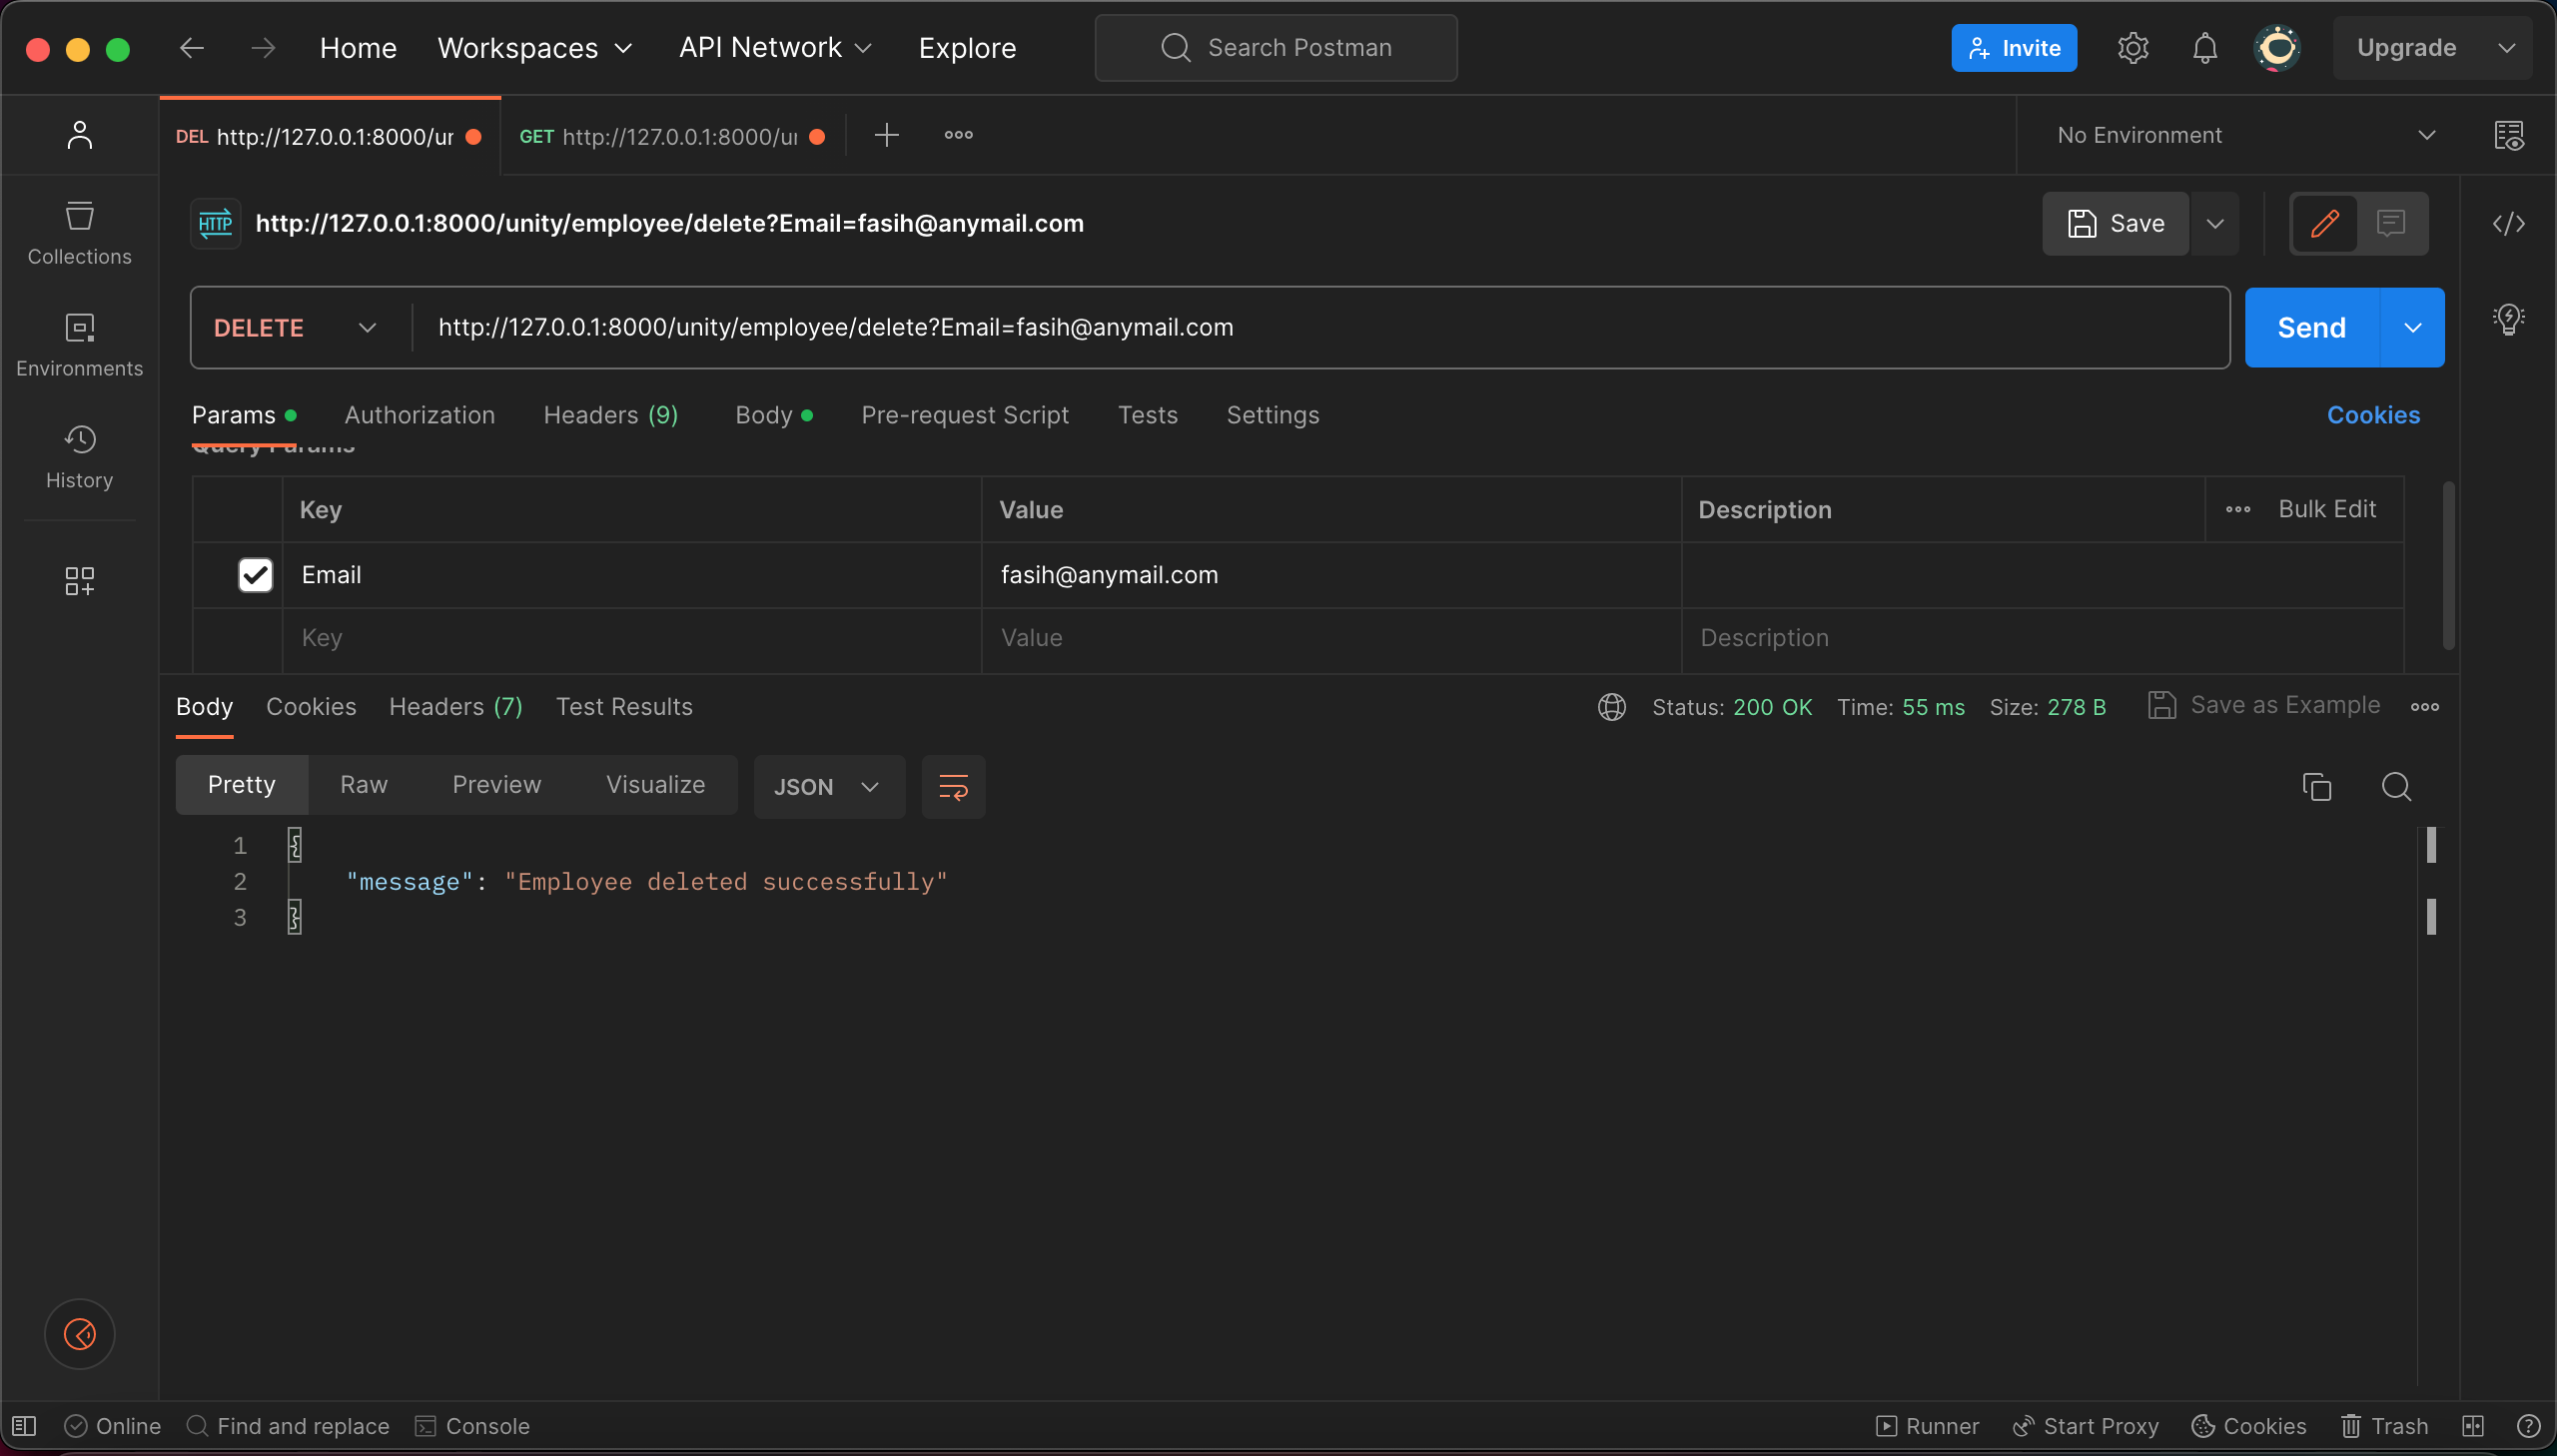 Home Workspaces API Network Explore Search Postman Invite Upgrade
DEL http://127.0.0.1:8000/ur GET http://127.0.0.1:8000/ur No Environment
HTTP http://127.0.0.1:8000/unity/employee/delete?Email=fasih@anymail.com Save
Collections
DELETE http://127.0.0.1:8000/unity/employee/delete?Email=fasih@anymail.com Send
Environments
Params Authorization Headers (9) Body Pre-request Script Tests Settings Cookies
Query Params
History
Key Value Description Bulk Edit
Email fasih@anymail.com
Key Value Description
Body Cookies Headers (7) Test Results Status: 200 OK Time: 55 ms Size: 278 B Save as Example
Pretty Raw Preview Visualize JSON
1 {
2 "message": "Employee deleted successfully"
3 }
Online Find and replace Console Runner Start Proxy Cookies Trash